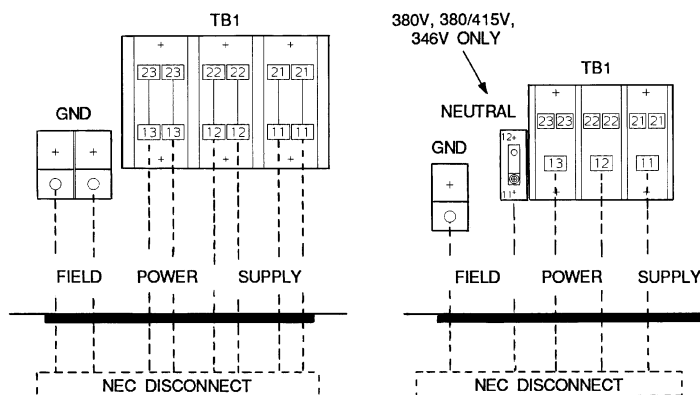 TB1
23 23 22 22 21 21
GND
13 13 12 12 11 11
FIELD POWER SUPPLY
NEC DISCONNECT
380V, 380/415V,
346V ONLY
TB1
NEUTRAL
23 23 22 22 21 21
12+
GND
13 12 11
11+
FIELD POWER SUPPLY
NEC DISCONNECT